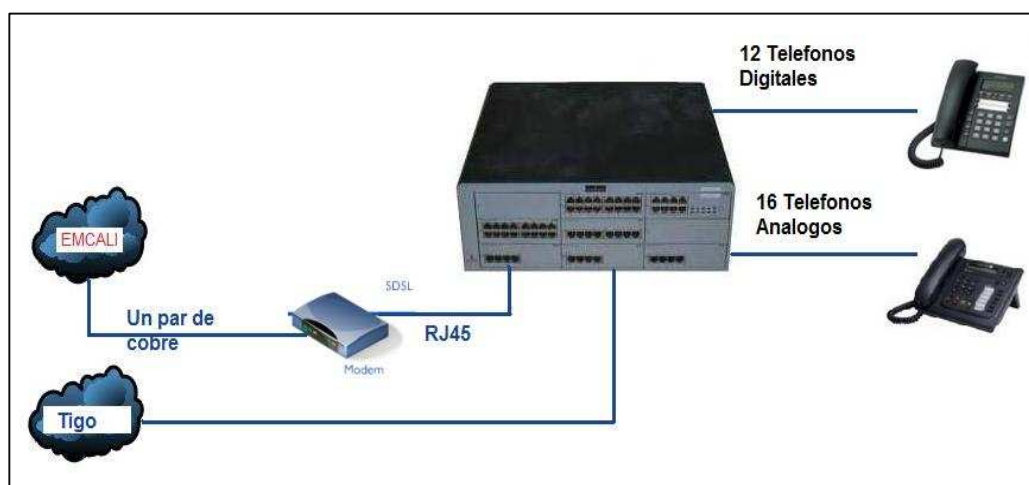 12 Telefonos
Digitales
16 Telefonos
Analogos
EMCALI
SDSL
Un par de
cobre
RJ45
Modem
Tigo